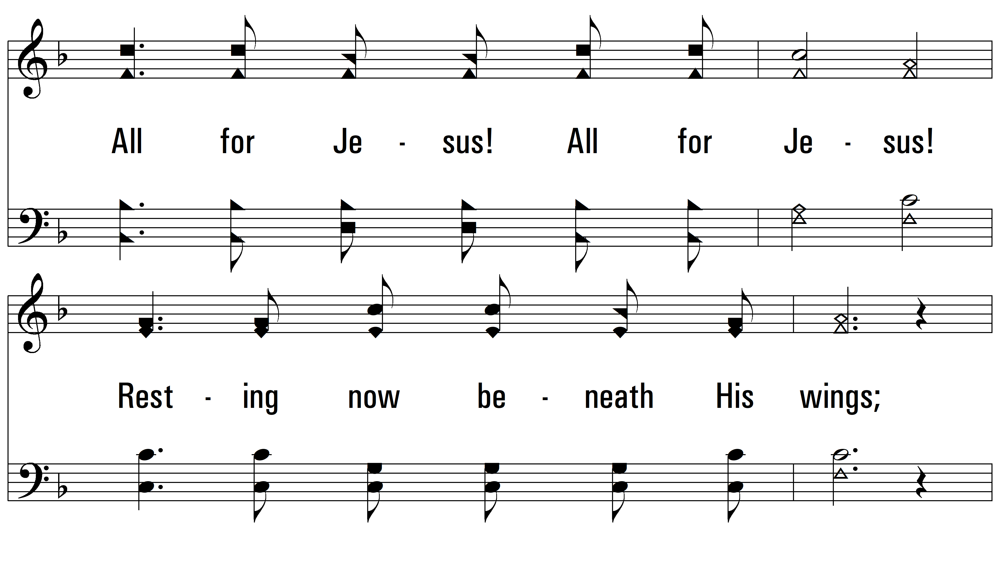 All for Je - sus! All for Je - sus!
Rest - ing now be - neath His wings;